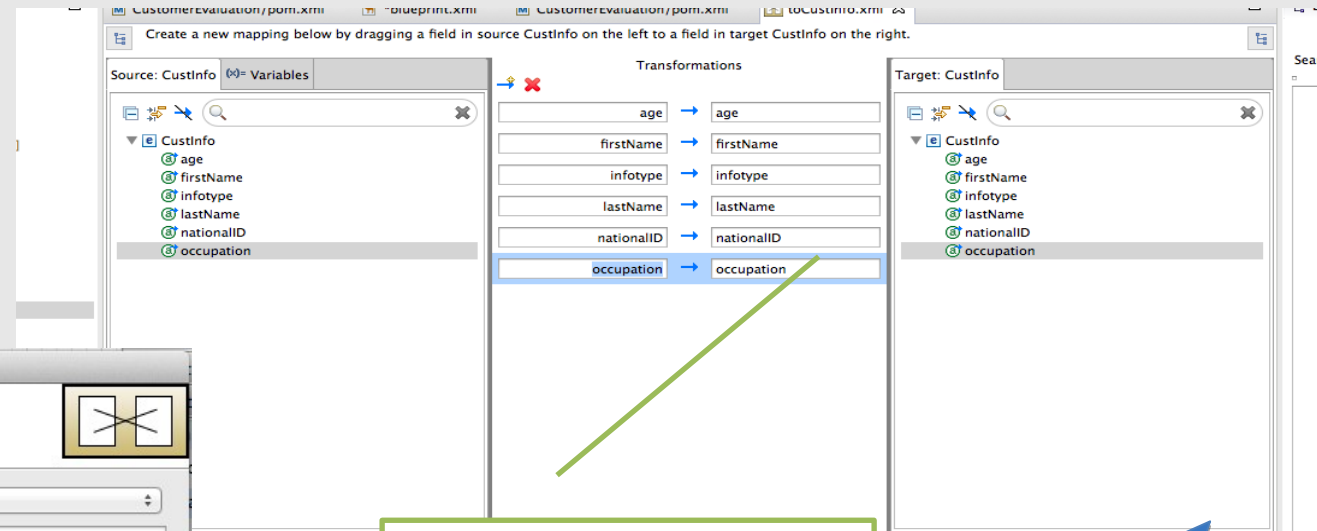 CustomerEvaluation/pom.xml *blueprint.xml CustomerEvaluation/pom.xml toCustInfo.xml
Create a new mapping below by dragging a field in source CustInfo on the left to a field in target CustInfo on the right.
Source: CustInfo (x)= Variables
Transformations
Target: CustInfo
Sea
CustInfo
age
firstName
infotype
lastName
nationalID
occupation
age age
firstName firstName
infotype infotype
lastName lastName
nationalID nationalID
occupation occupation
CustInfo
age
firstName
infotype
lastName
nationalID
occupation